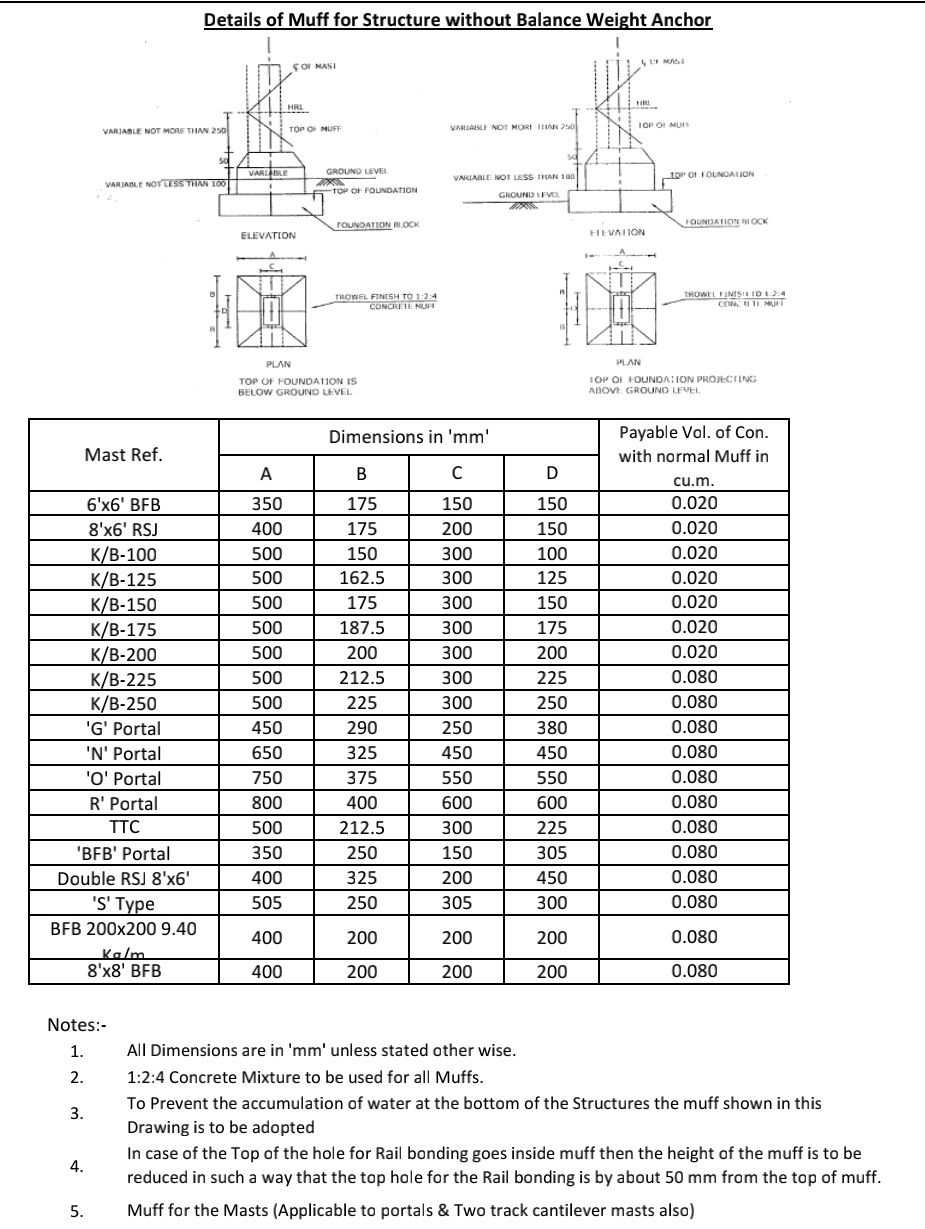 Details of Muff for Structure without Balance Weight Anchor
OF MAST
HRL
VARIABLE NOT MORE THAN 250
TOP OF MUFF
50
VARIABLE
GROUND LEVEL
VARIABLE NOT LESS THAN 100
TOP OF FOUNDATION
FOUNDATION BLOCK
ELEVATION
A
C
B
D
B
TROWEL FINISH TO 1:2:4
CONCRETE MUFF
PLAN
TOP OF FOUNDATION IS
BELOW GROUND LEVEL
MAST
HRL
VARIABLE NOT MORE THAN 250
TOP OF MUFF
50
VARIABLE NOT LESS THAN 100
TOP OF FOUNDATION
GROUND LEVEL
FOUNDATION BLOCK
ELEVATION
A
C
B
D
B
TROWEL FINISH TO 1:2:4
MUFF
PLAN
TOP OF FOUNDATION PROJECTING
ABOVE GROUND LEVEL
Mast Ref. Dimensions in 'mm' Payable Vol. of Con.
with normal Muff in
cu.m.
A B C D
6'x6' BFB 350 175 150 150 0.020
8'x6' RSJ 400 175 200 150 0.020
K/B-100 500 150 300 100 0.020
K/B-125 500 162.5 300 125 0.020
K/B-150 500 175 300 150 0.020
K/B-175 500 187.5 300 175 0.020
K/B-200 500 200 300 200 0.020
K/B-225 500 212.5 300 225 0.080
K/B-250 500 225 300 250 0.080
'G' Portal 450 290 250 380 0.080
'N' Portal 650 325 450 450 0.080
'O' Portal 750 375 550 550 0.080
R' Portal 800 400 600 600 0.080
TTC 500 212.5 300 225 0.080
'BFB' Portal 350 250 150 305 0.080
Double RSJ 8'x6' 400 325 200 450 0.080
'S' Type 505 250 305 300 0.080
BFB 200x200 9.40
Kg/m 400 200 200 200 0.080
8'x8' BFB 400 200 200 200 0.080
Notes:-
1. All Dimensions are in 'mm' unless stated other wise.
2. 1:2:4 Concrete Mixture to be used for all Muffs.
3. To Prevent the accumulation of water at the bottom of the Structures the muff shown in this
Drawing is to be adopted
4. In case of the Top of the hole for Rail bonding goes inside muff then the height of the muff is to be
reduced in such a way that the top hole for the Rail bonding is by about 50 mm from the top of muff.
5. Muff for the Masts (Applicable to portals & Two track cantilever masts also)